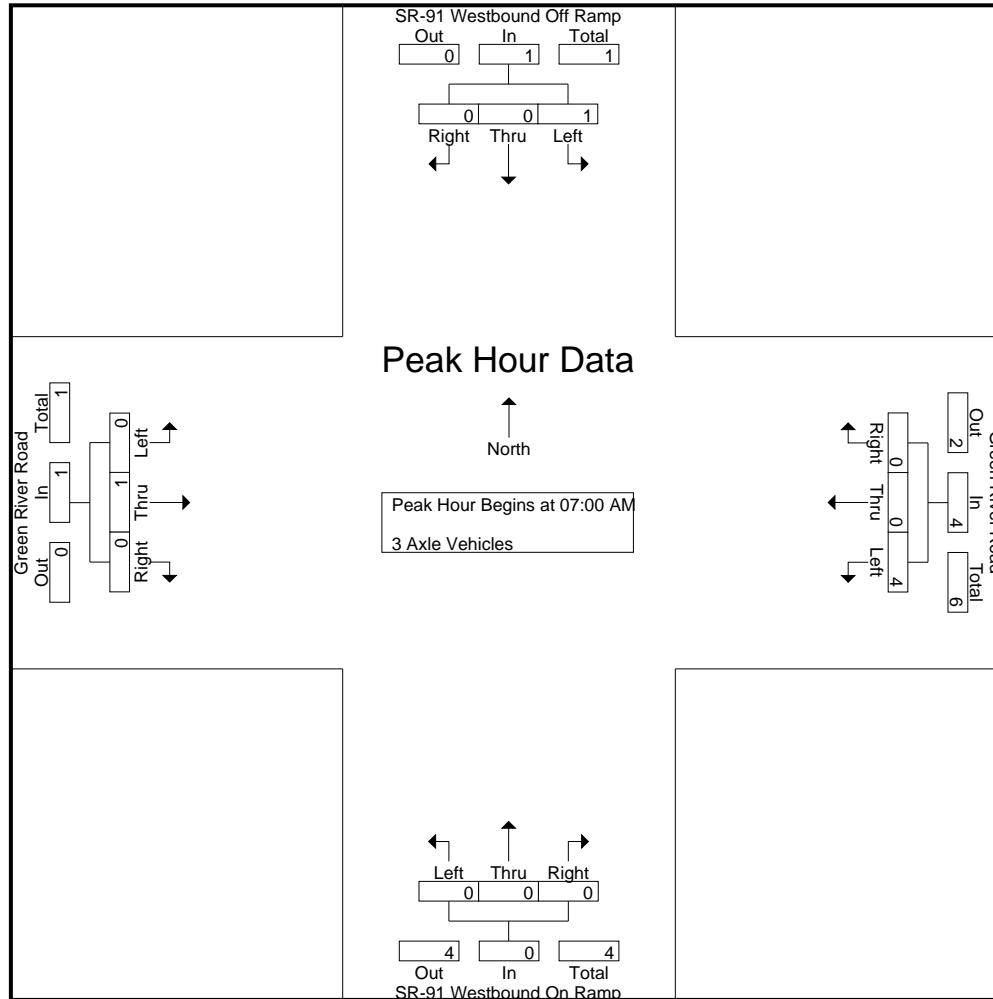 SR-91 Westbound Off Ramp
Out In Total
0 1 1
0 0 1
Right Thru Left
Peak Hour Data
North
Peak Hour Begins at 07:00 AM
3 Axle Vehicles
Green River Road
Total In Out
1 1 0
0 1 0
Left Thru Right
Right Thru Left
0 0 4
2 4 6
Out In Total
Left Thru Right
0 0 0
4 0 4
Out In Total
SR-91 Westbound On Ramp